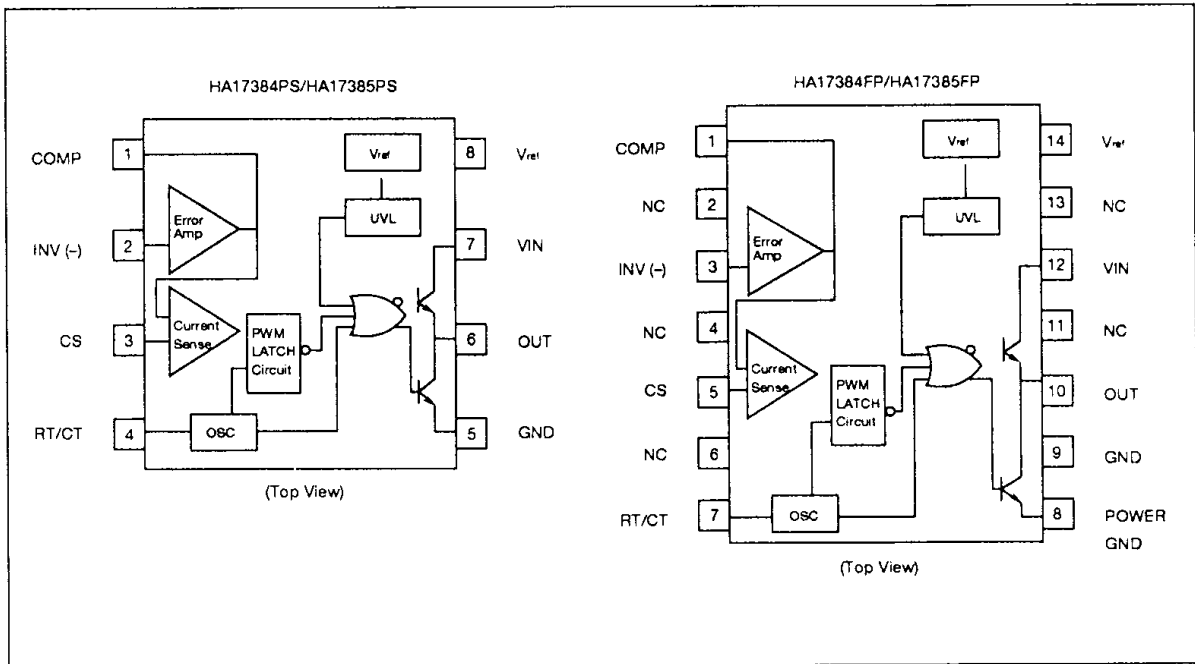 HA17384PS/HA17385PS
COMP
1
INV (–)
2
CS
3
RT/CT
4
Error
Amp
Current
Sense
PWM
LATCH
Circuit
OSC
Vref
UVL
8
Vref
7
VIN
6
OUT
5
GND
(Top View)
HA17384FP/HA17385FP
COMP
1
NC
2
INV (–)
3
NC
4
CS
5
NC
6
RT/CT
7
Error
Amp
Current
Sense
PWM
LATCH
Circuit
OSC
Vref
UVL
14
Vref
13
NC
12
VIN
11
NC
10
OUT
9
GND
8
POWER
GND
(Top View)